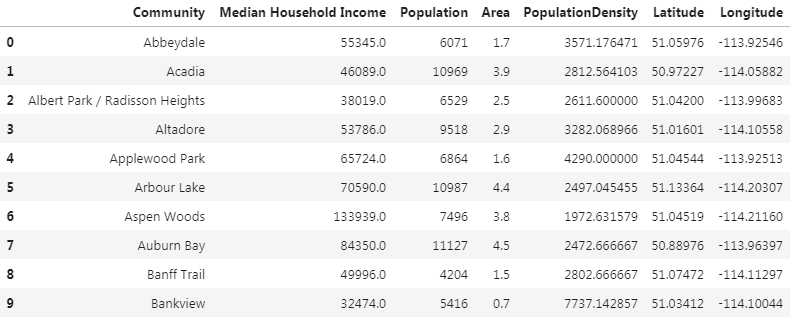 Community Median Household Income Population Area PopulationDensity Latitude Longitude
0 Abbeydale 55345.0 6071 1.7 3571.176471 51.05976 -113.92546
1 Acadia 46089.0 10969 3.9 2812.564103 50.97227 -114.05882
2 Albert Park / Radisson Heights 38019.0 6529 2.5 2611.600000 51.04200 -113.99683
3 Altadore 53786.0 9518 2.9 3282.068966 51.01601 -114.10558
4 Applewood Park 65724.0 6864 1.6 4290.000000 51.04544 -113.92513
5 Arbour Lake 70590.0 10987 4.4 2497.045455 51.13364 -114.20307
6 Aspen Woods 133939.0 7496 3.8 1972.631579 51.04519 -114.21160
7 Auburn Bay 84350.0 11127 4.5 2472.666667 50.88976 -113.96397
8 Banff Trail 49996.0 4204 1.5 2802.666667 51.07472 -114.11297
9 Bankview 32474.0 5416 0.7 7737.142857 51.03412 -114.10044